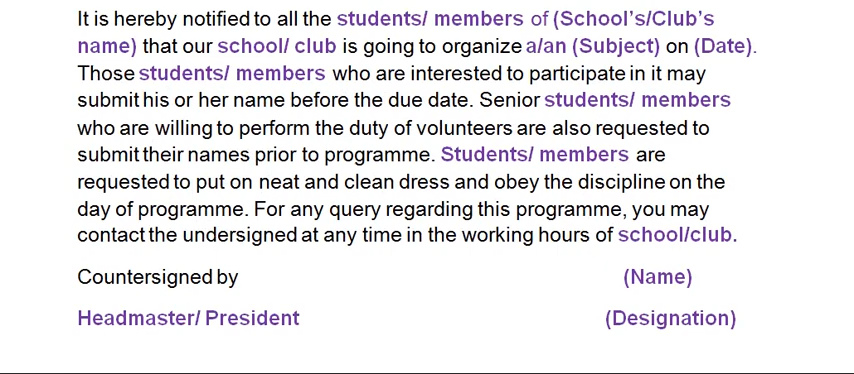 It is hereby notified to all the students/ members of (School's/Club's
name) that our school/ club is going to organize a/an (Subject) on (Date).
Those students/ members who are interested to participate in it may
submit his or her name before the due date. Senior students/ members
who are willing to perform the duty of volunteers are also requested to
submit their names prior to programme. Students/ members are
requested to put on neat and clean dress and obey the discipline on the
day of programme. For any query regarding this programme, you may
contact the undersigned at any time in the working hours of school/club.
Countersigned by (Name)
Headmaster/ President (Designation)